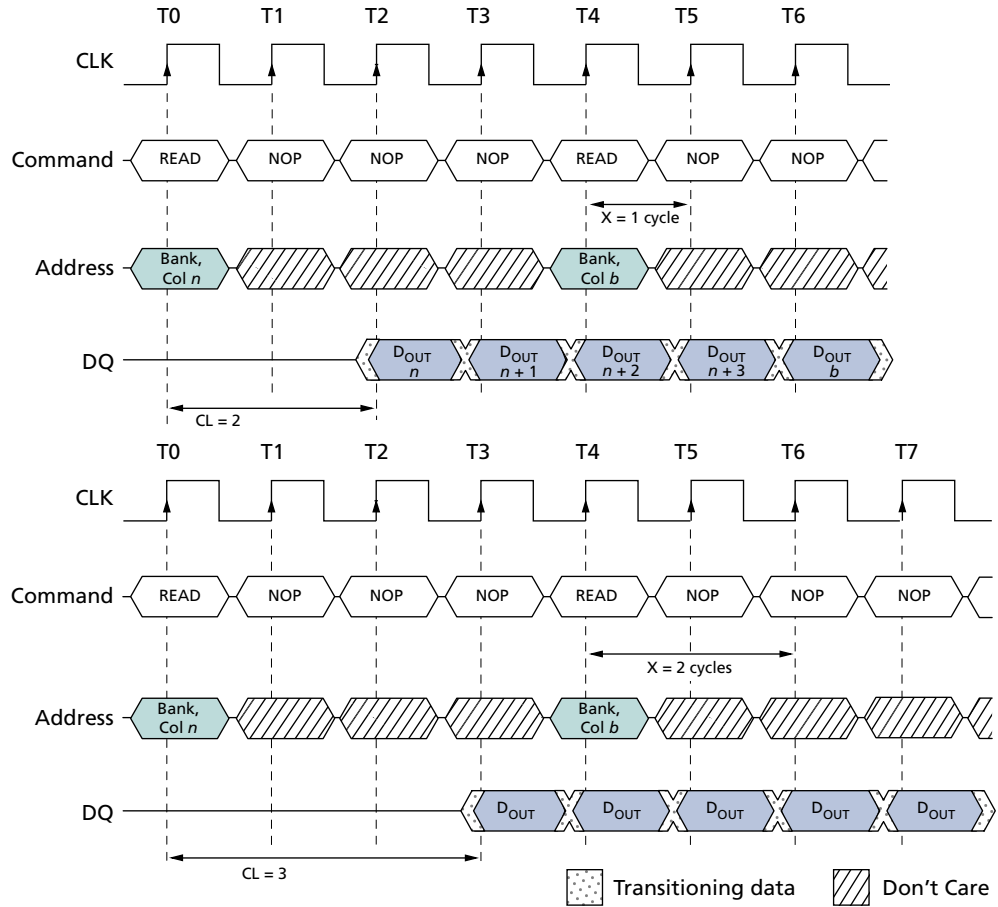 T0 T1 T2 T3 T4 T5 T6
CLK
Command READ NOP NOP NOP READ NOP NOP
X = 1 cycle
Address Bank, Col n Bank, Col b
DQ DOUT n DOUT n + 1 DOUT n + 2 DOUT n + 3 DOUT b
CL = 2
T0 T1 T2 T3 T4 T5 T6 T7
CLK
Command READ NOP NOP NOP READ NOP NOP NOP
X = 2 cycles
Address Bank, Col n Bank, Col b
DQ DOUT DOUT DOUT DOUT DOUT
CL = 3
Transitioning data Don't Care